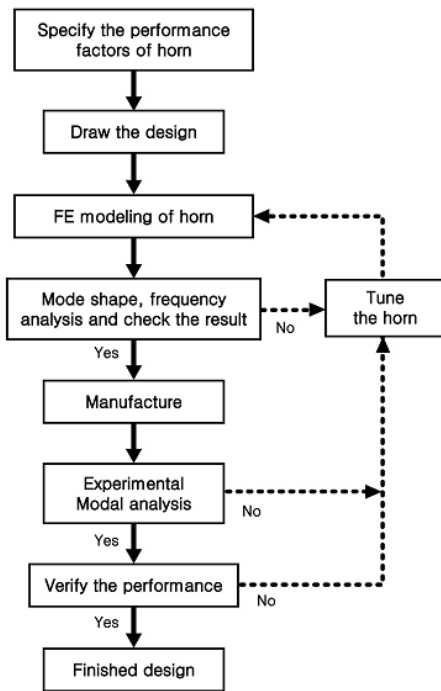 Specify the performance
factors of horn
Draw the design
FE modeling of horn
Mode shape, frequency
analysis and check the result
No
Tune
the horn
Yes
Manufacture
Experimental
Modal analysis
No
Yes
Verify the performance
No
Yes
Finished design